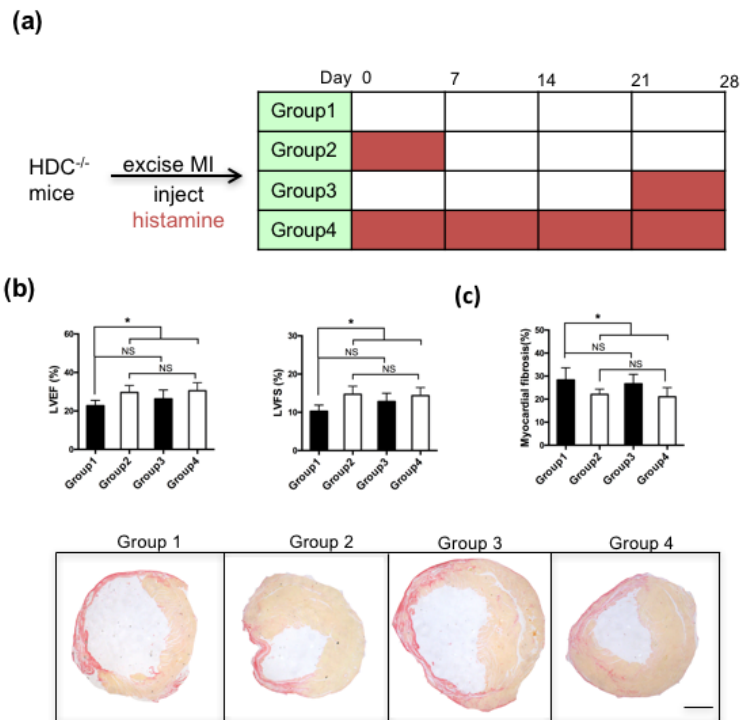 (a)
Day 0 7 14 21 28
Group1
Group2
Group3
Group4
HDC-/-
mice
excise MI
inject
histamine
(b)
LVEF (%)
60
40
20
0
*
NS
NS
Group1
Group2
Group3
Group4
LVFS (%)
30
20
10
0
*
NS
NS
Group1
Group2
Group3
Group4
(c)
Myocardial fibrosis(%)
50
40
30
20
10
0
*
NS
NS
Group1
Group2
Group3
Group4
Group 1
Group 2
Group 3
Group 4